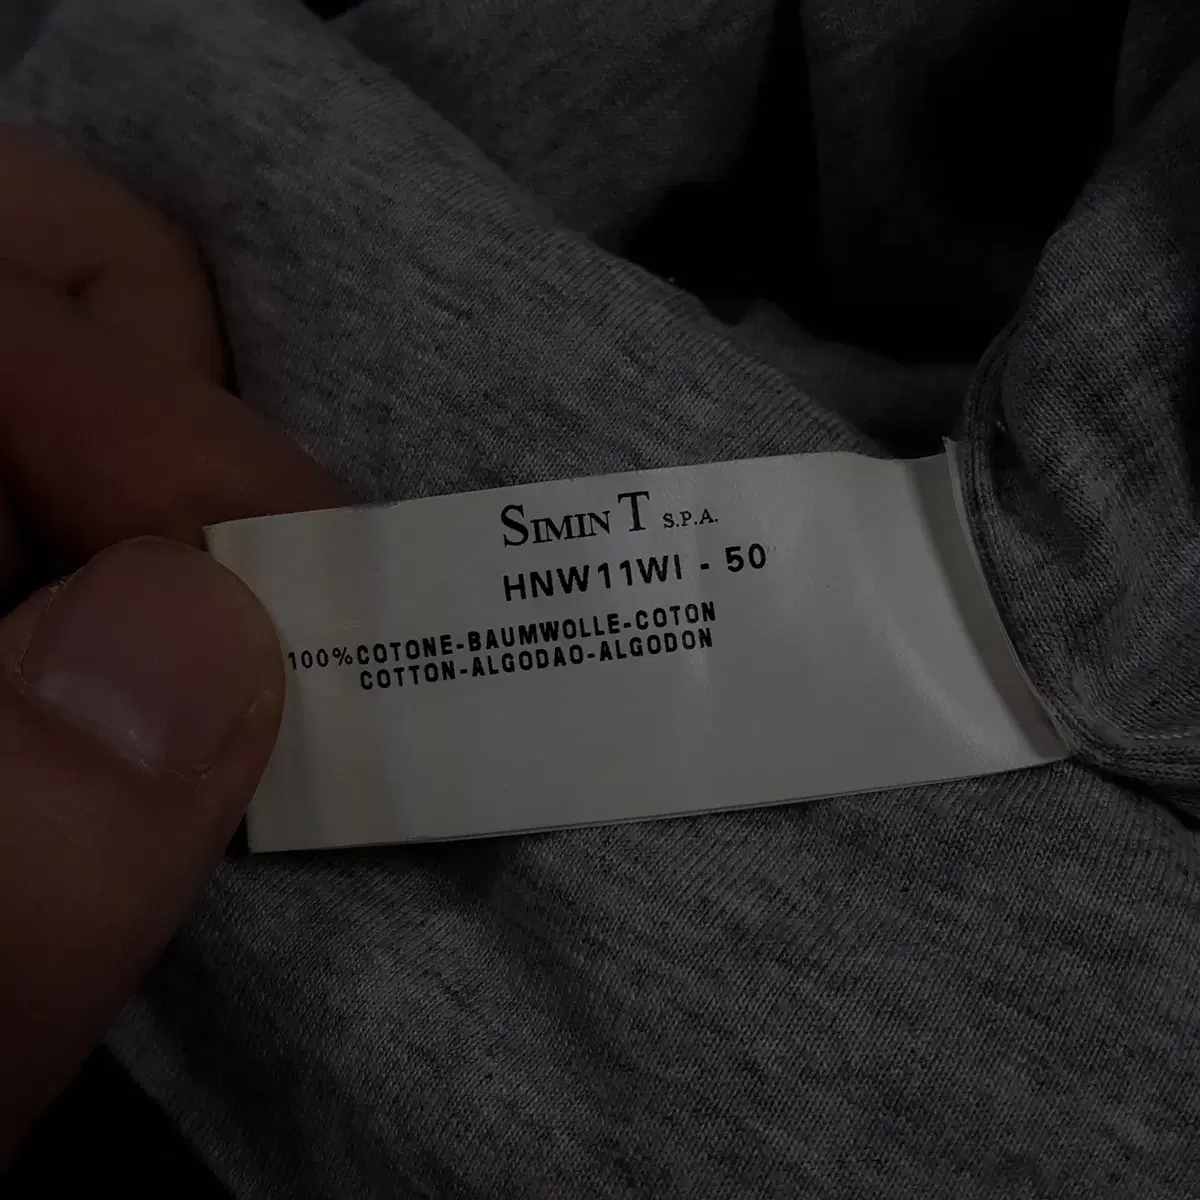 SIMIN T S.P.A.
HNW11WI - 50
100%COTONE-BAUMWOLLE-COTON
COTTON-ALGODAO-ALGODON